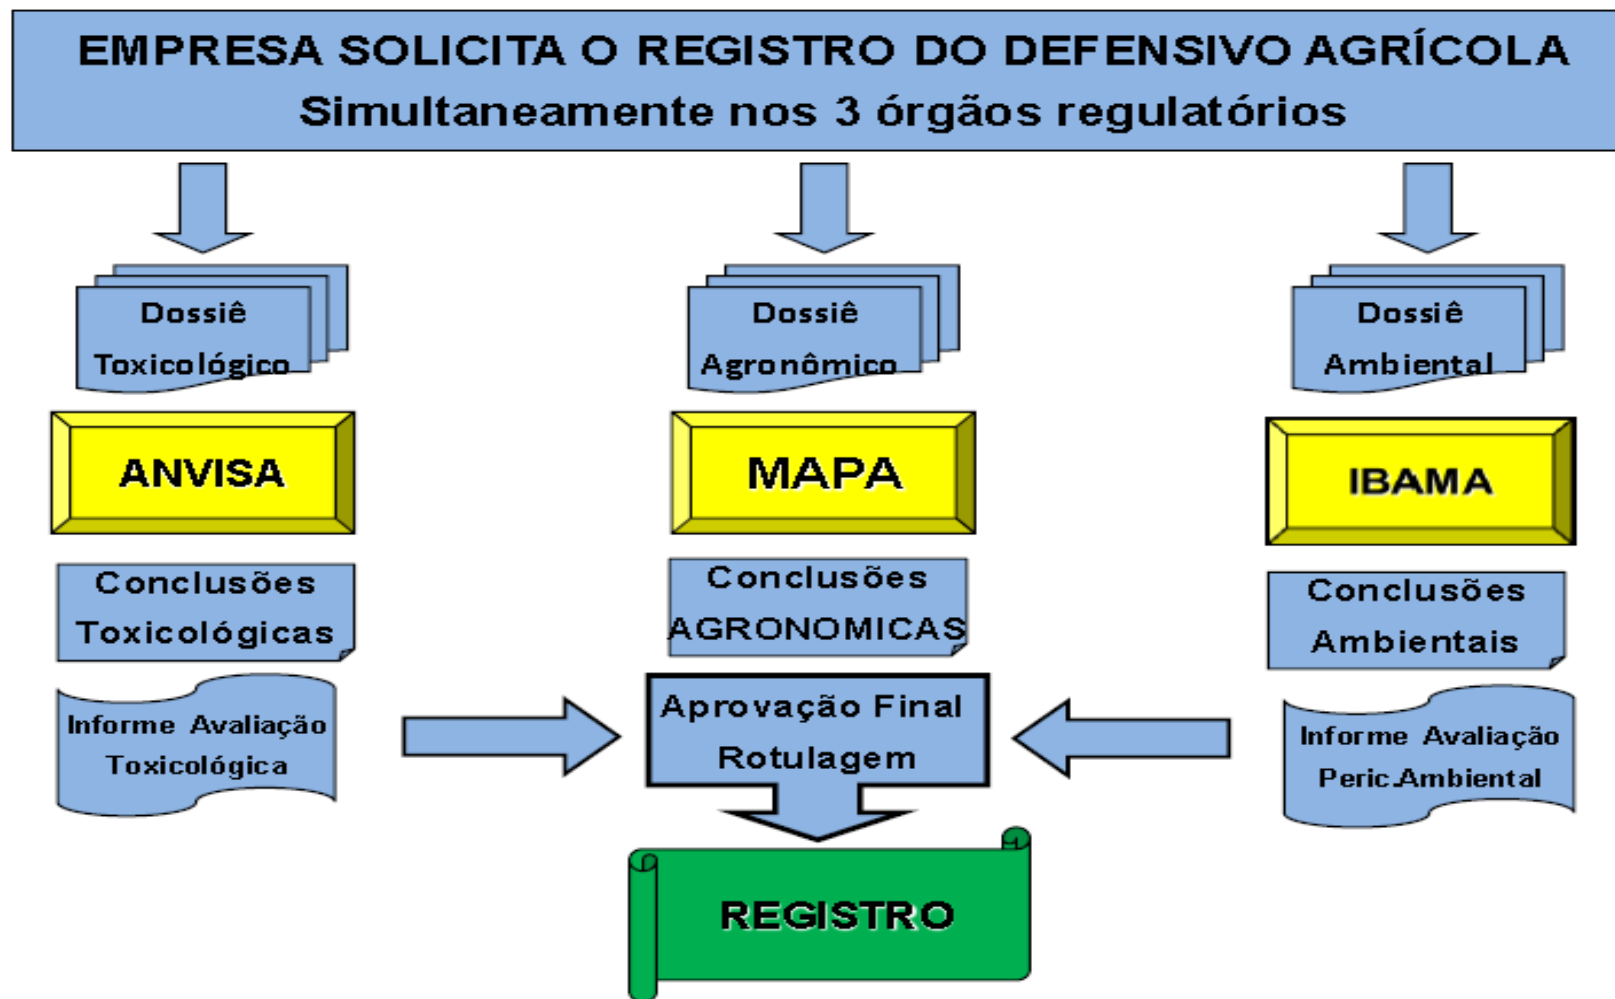 EMPRESA SOLICITA O REGISTRO DO DEFENSIVO AGRÍCOLA
Simultaneamente nos 3 órgãos regulatórios
Dossiê
Toxicológico
Dossiê
Agronômico
Dossiê
Ambiental
ANVISA
MAPA
IBAMA
Conclusões
Toxicológicas
Conclusões
AGRONOMICAS
Conclusões
Ambientais
Informe Avaliação
Toxicológica
Aprovação Final
Rotulagem
Informe Avaliação
Peric.Ambiental
REGISTRO